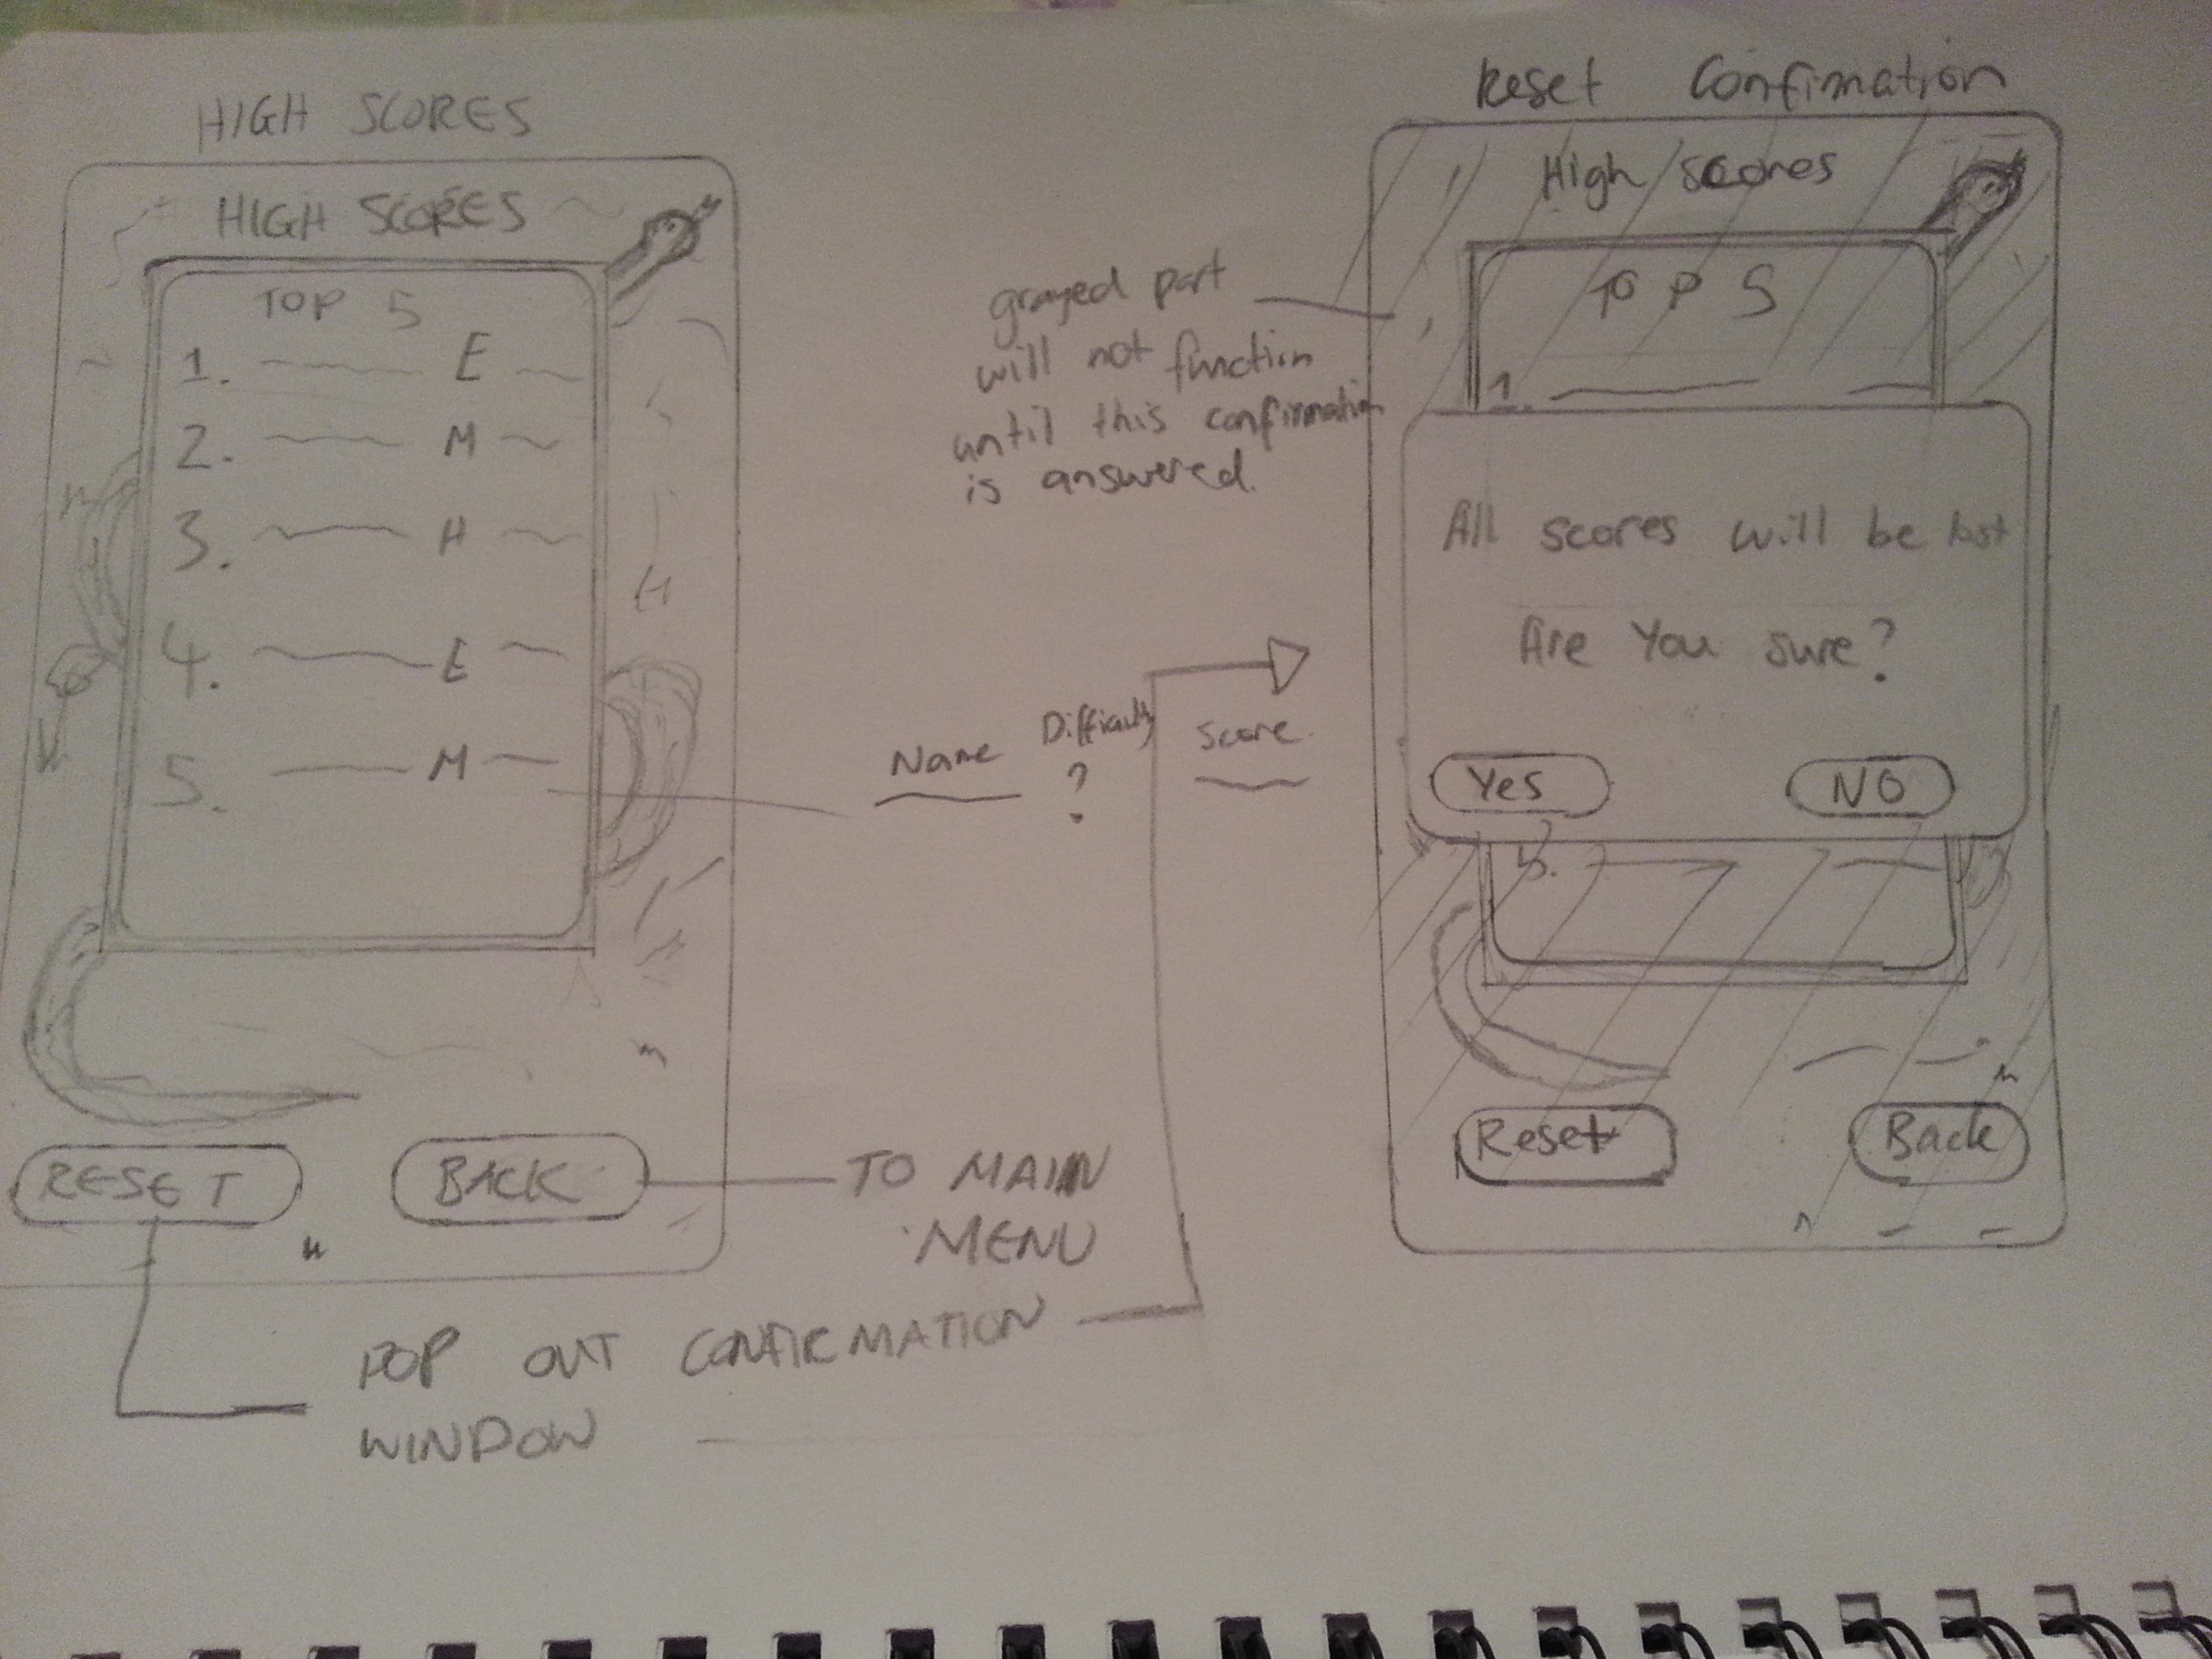 HIGH SCORES
HIGH SCORES
TOP 5
1. E
2. M
3. H
4. E
5. M
RESET
BACK
TO MAIN
MENU
POP OUT CONFIRMATION
WINDOW
Name
Difficulty
?
Score
grayed part
will not function
until this confirmation
is answered.
Reset Confirmation
High Scores
TOP 5
1.
All scores will be lost
Are You sure?
Yes
NO
5.
Reset
Back